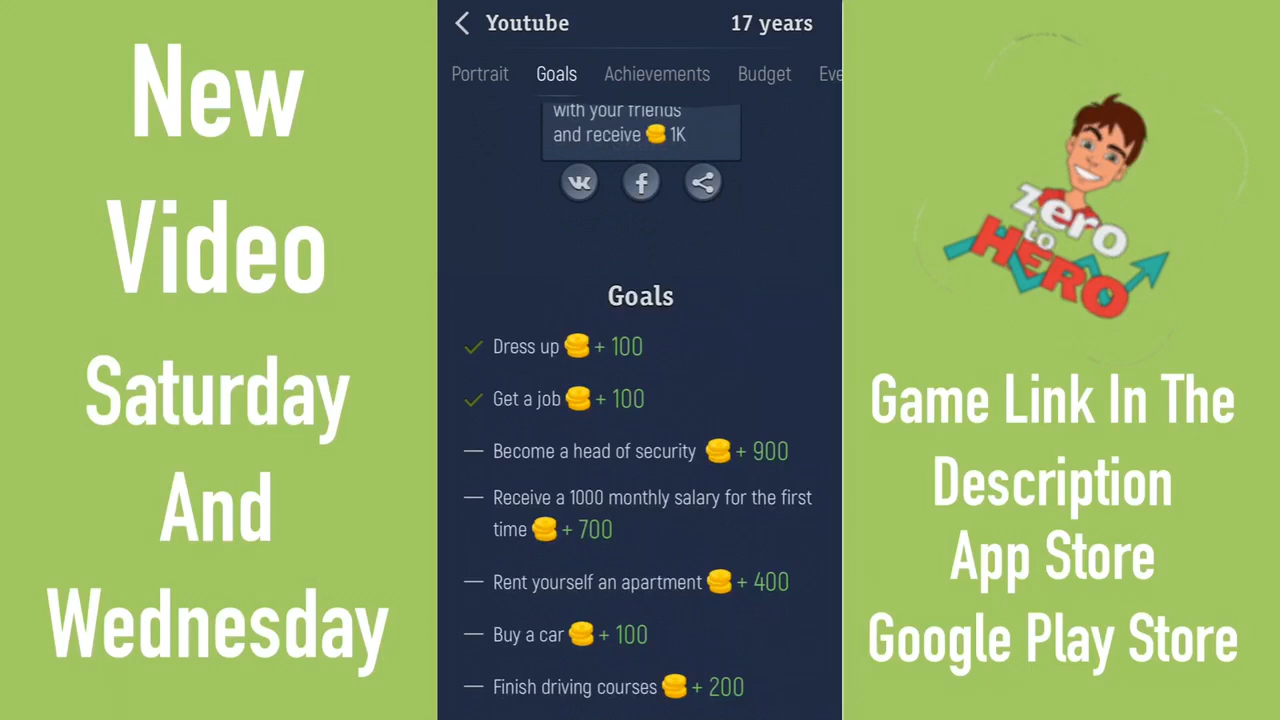 New
Video
Saturday
And
Wednesday
Youtube
17 years
Portrait
Goals
Achievements
Budget
Eve
with your friends
and receive 1K
Goals
Dress up + 100
Get a job + 100
Become a head of security + 900
Receive a 1000 monthly salary for the first
time + 700
Rent yourself an apartment + 400
Buy a car + 100
Finish driving courses + 200
zero
to
HERO
Game Link In The
Description
App Store
Google Play Store